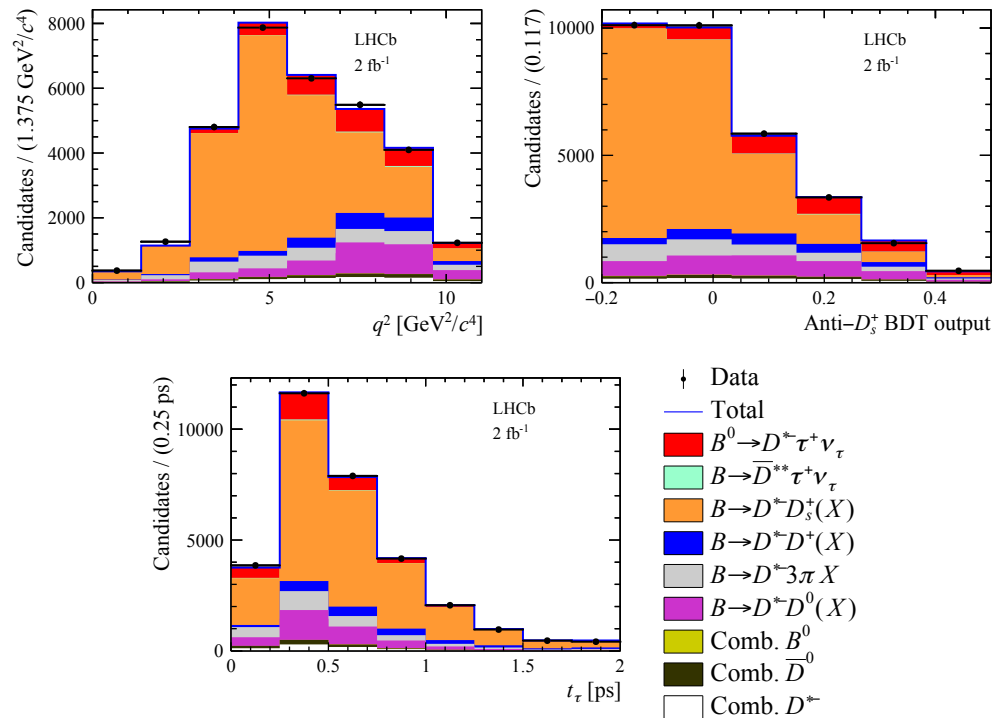 Candidates / (1.375 GeV²/c⁴)
8000
6000
4000
2000
0
LHCb
2 fb⁻¹
0 5 10
q² [GeV²/c⁴]
Candidates / (0.117)
10000
5000
0
LHCb
2 fb⁻¹
−0.2 0 0.2 0.4
Anti−Dₛ⁺ BDT output
Candidates / (0.25 ps)
10000
5000
0
LHCb
2 fb⁻¹
0 0.5 1 1.5 2
t_τ [ps]
Data
Total
B⁰→D*⁻τ⁺ν_τ
B→D̅**τ⁺ν_τ
B→D*⁻Dₛ⁺(X)
B→D*⁻D⁺(X)
B→D*⁻3πX
B→D*⁻D⁰(X)
Comb. B⁰
Comb. D̅⁰
Comb. D*⁻